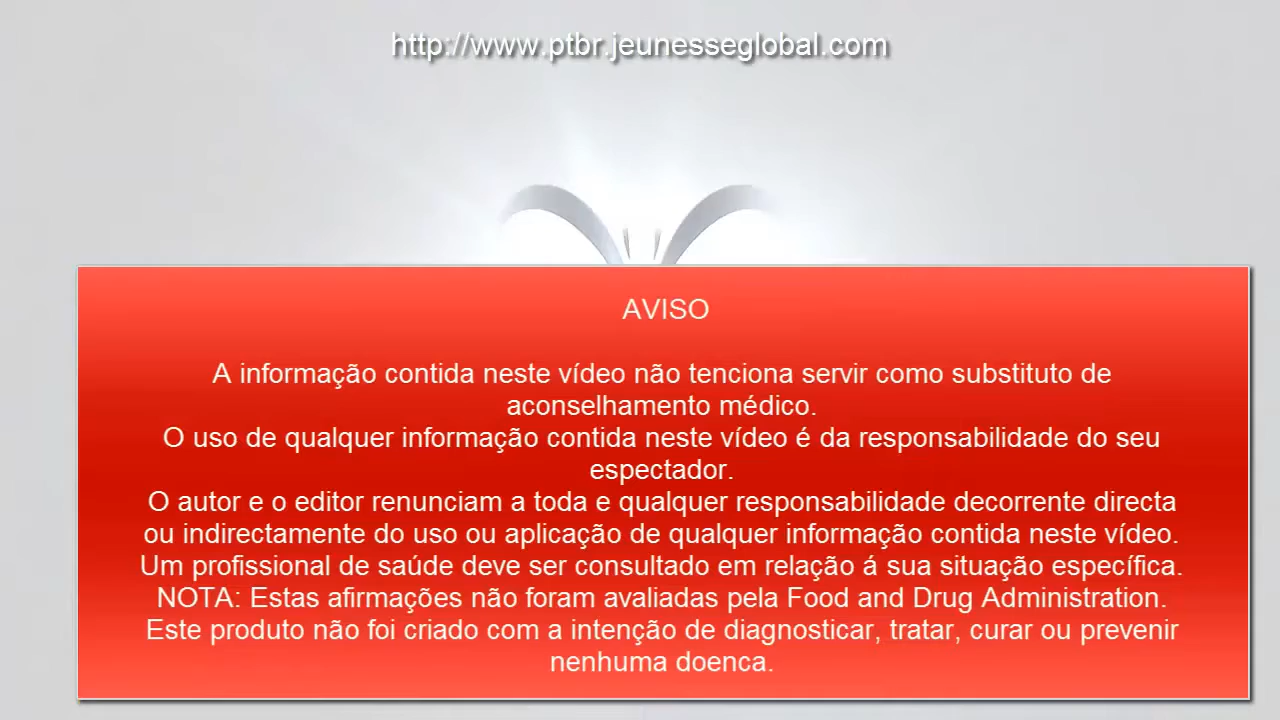 http://www.ptbr.jeunesseglobal.com
AVISO
A informação contida neste vídeo não tenciona servir como substituto de
aconselhamento médico.
O uso de qualquer informação contida neste vídeo é da responsabilidade do seu
espectador.
O autor e o editor renunciam a toda e qualquer responsabilidade decorrente directa
ou indirectamente do uso ou aplicação de qualquer informação contida neste vídeo.
Um profissional de saúde deve ser consultado em relação á sua situação específica.
NOTA: Estas afirmações não foram avaliadas pela Food and Drug Administration.
Este produto não foi criado com a intenção de diagnosticar, tratar, curar ou prevenir
nenhuma doenca.